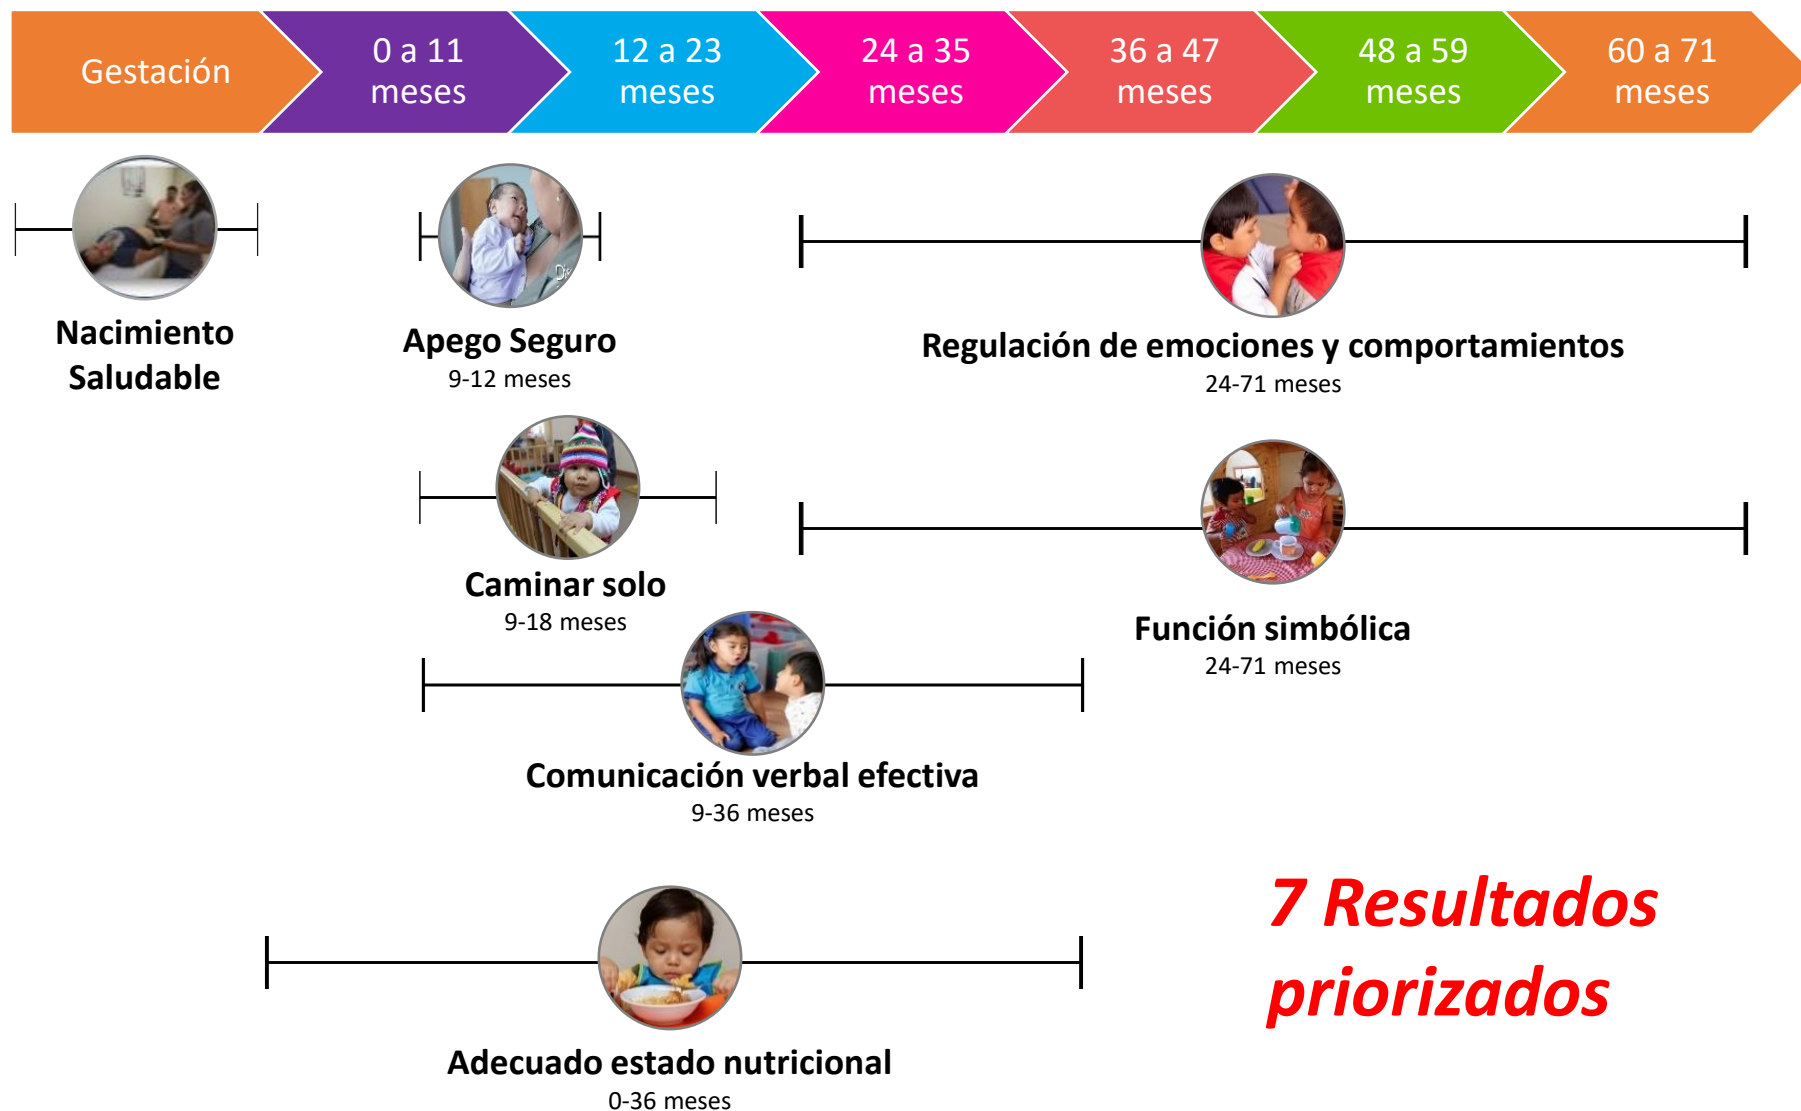 Gestación
0 a 11
meses
12 a 23
meses
24 a 35
meses
36 a 47
meses
48 a 59
meses
60 a 71
meses
Nacimiento
Saludable
Apego Seguro
9-12 meses
Regulación de emociones y comportamientos
24-71 meses
Caminar solo
9-18 meses
Función simbólica
24-71 meses
Comunicación verbal efectiva
9-36 meses
7 Resultados
priorizados
Adecuado estado nutricional
0-36 meses